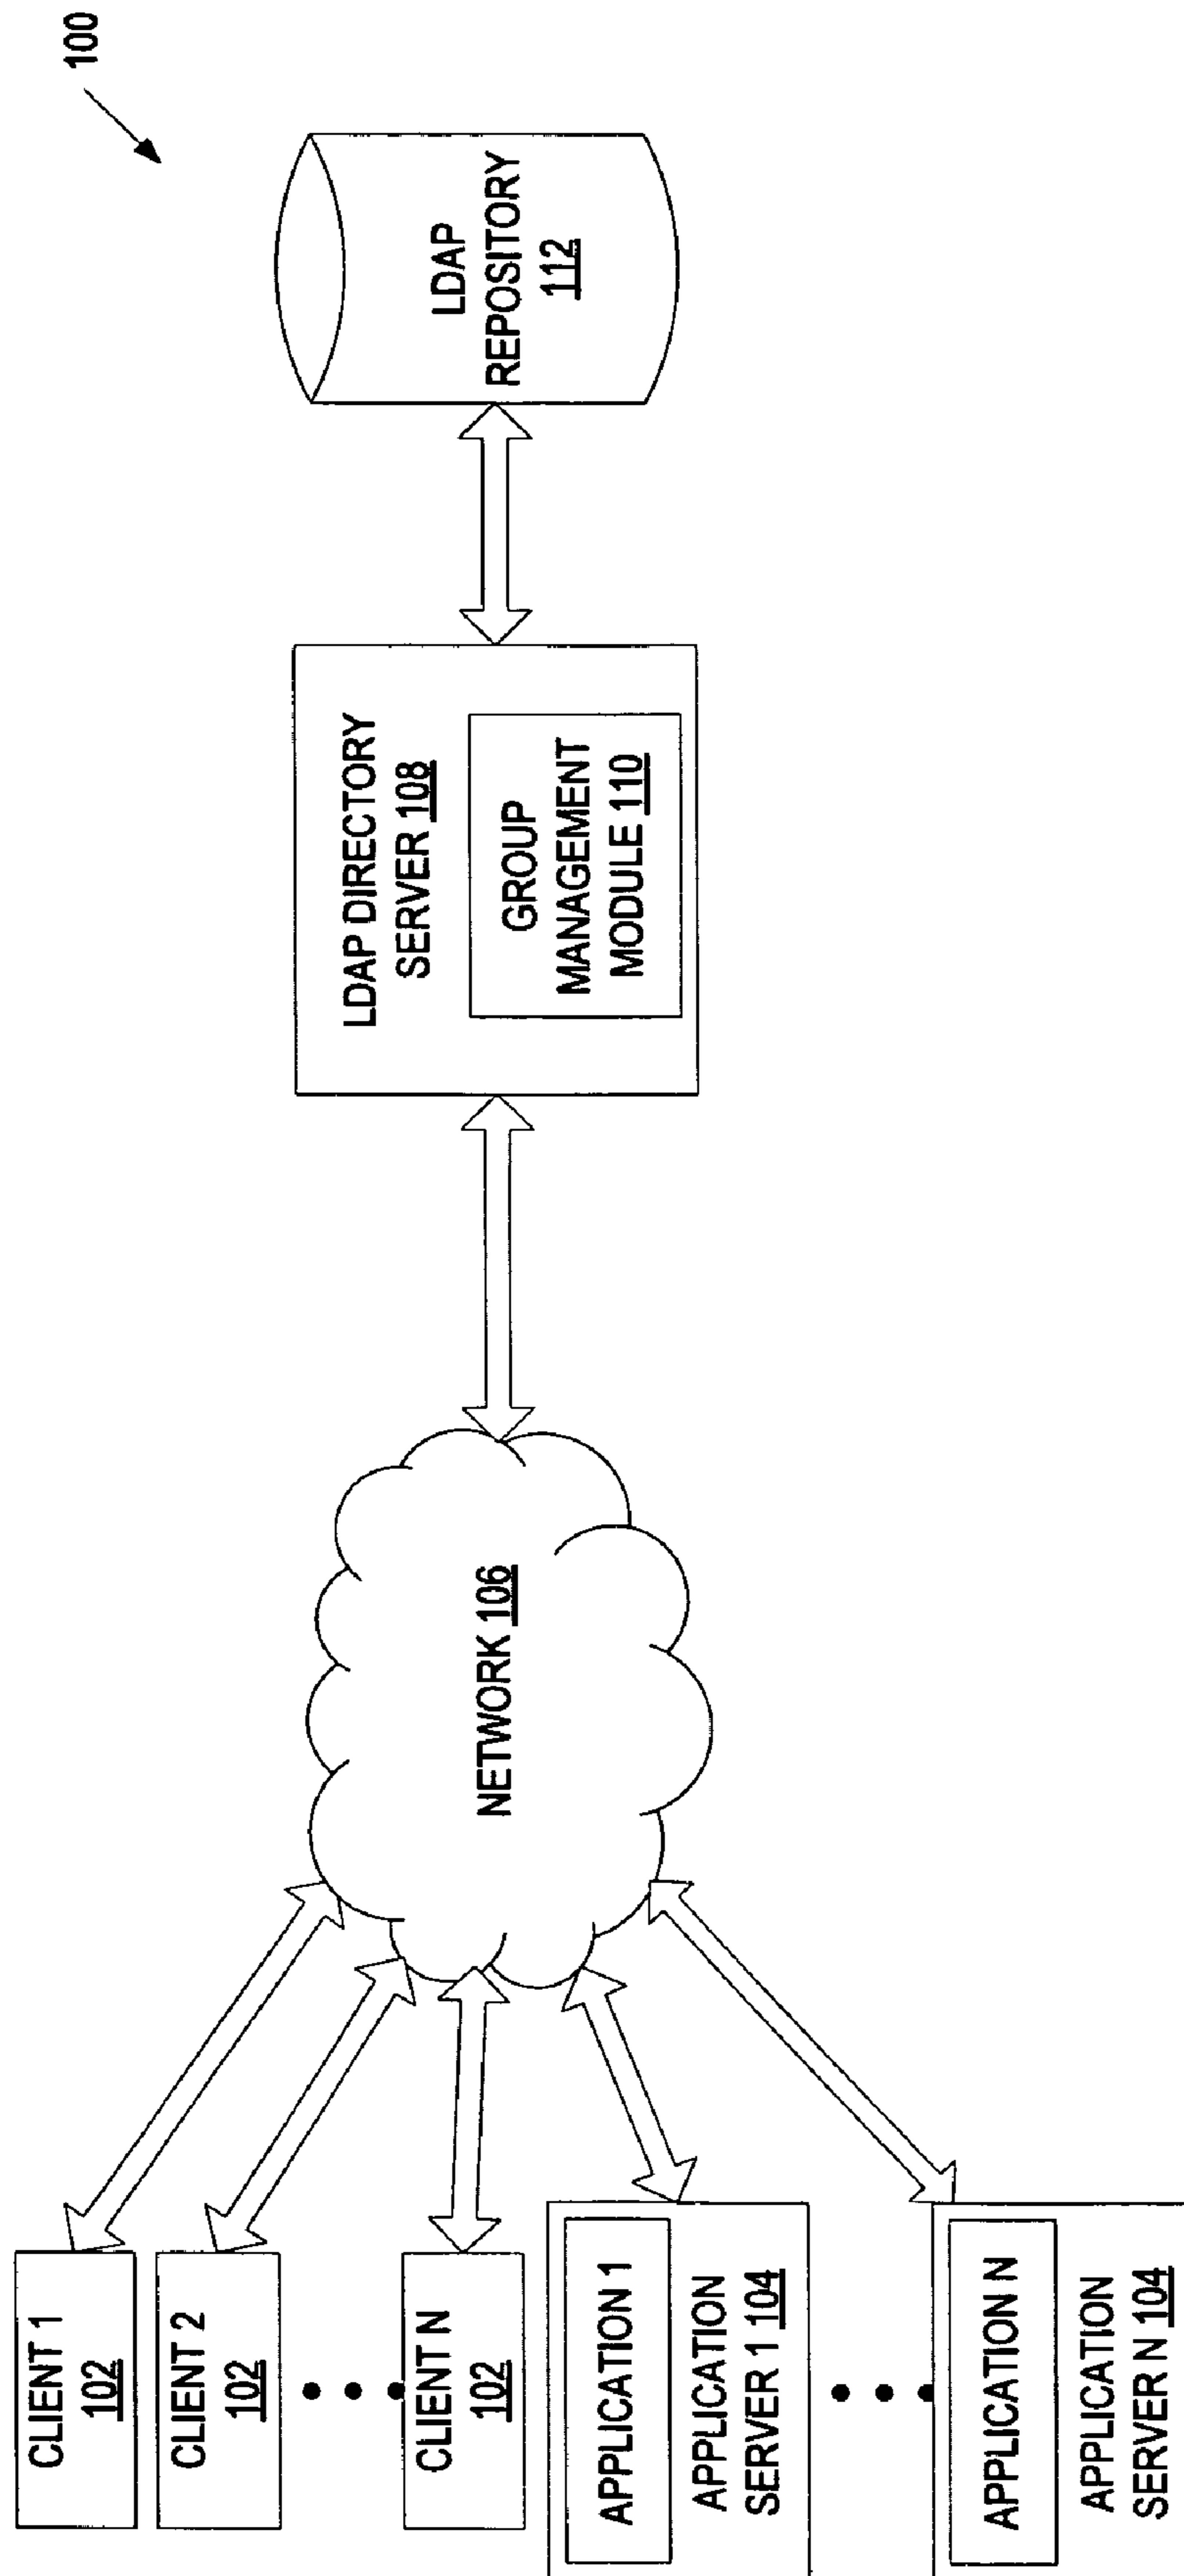 100
CLIENT 1
102
CLIENT 2
102
CLIENT N
102
APPLICATION 1
APPLICATION
SERVER 1 104
APPLICATION N
APPLICATION
SERVER N 104
NETWORK 106
LDAP DIRECTORY
SERVER 108
GROUP
MANAGEMENT
MODULE 110
LDAP
REPOSITORY
112